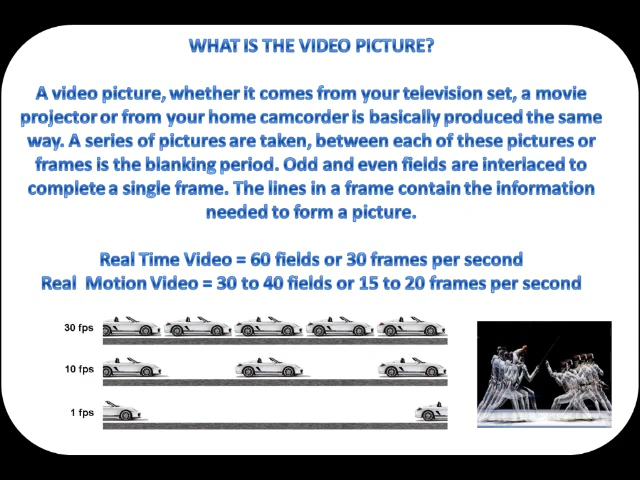 WHAT IS THE VIDEO PICTURE?
A video picture, whether it comes from your television set, a movie
projector or from your home camcorder is basically produced the same
way. A series of pictures are taken, between each of these pictures or
frames is the blanking period. Odd and even fields are interlaced to
complete a single frame. The lines in a frame contain the information
needed to form a picture.
Real Time Video = 60 fields or 30 frames per second
Real  Motion Video = 30 to 40 fields or 15 to 20 frames per second
30 fps
10 fps
1 fps